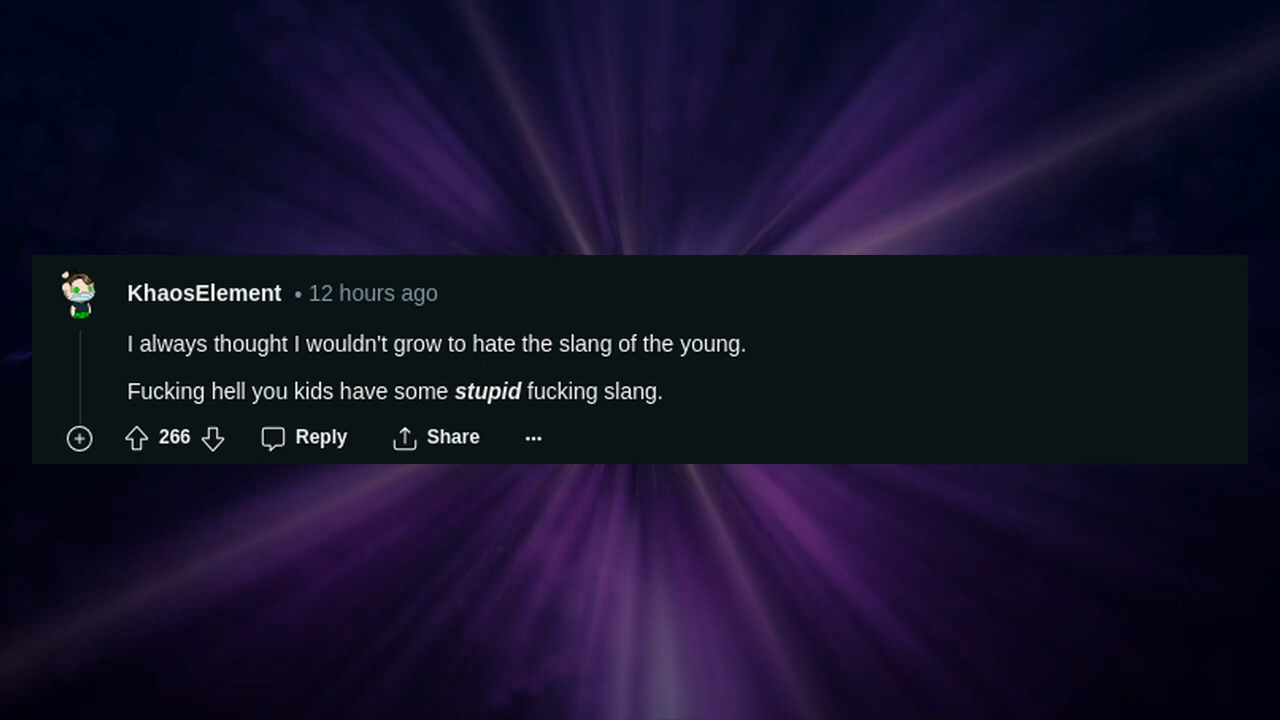 KhaosElement • 12 hours ago
I always thought I wouldn't grow to hate the slang of the young.
Fucking hell you kids have some stupid fucking slang.
266 Reply Share ...